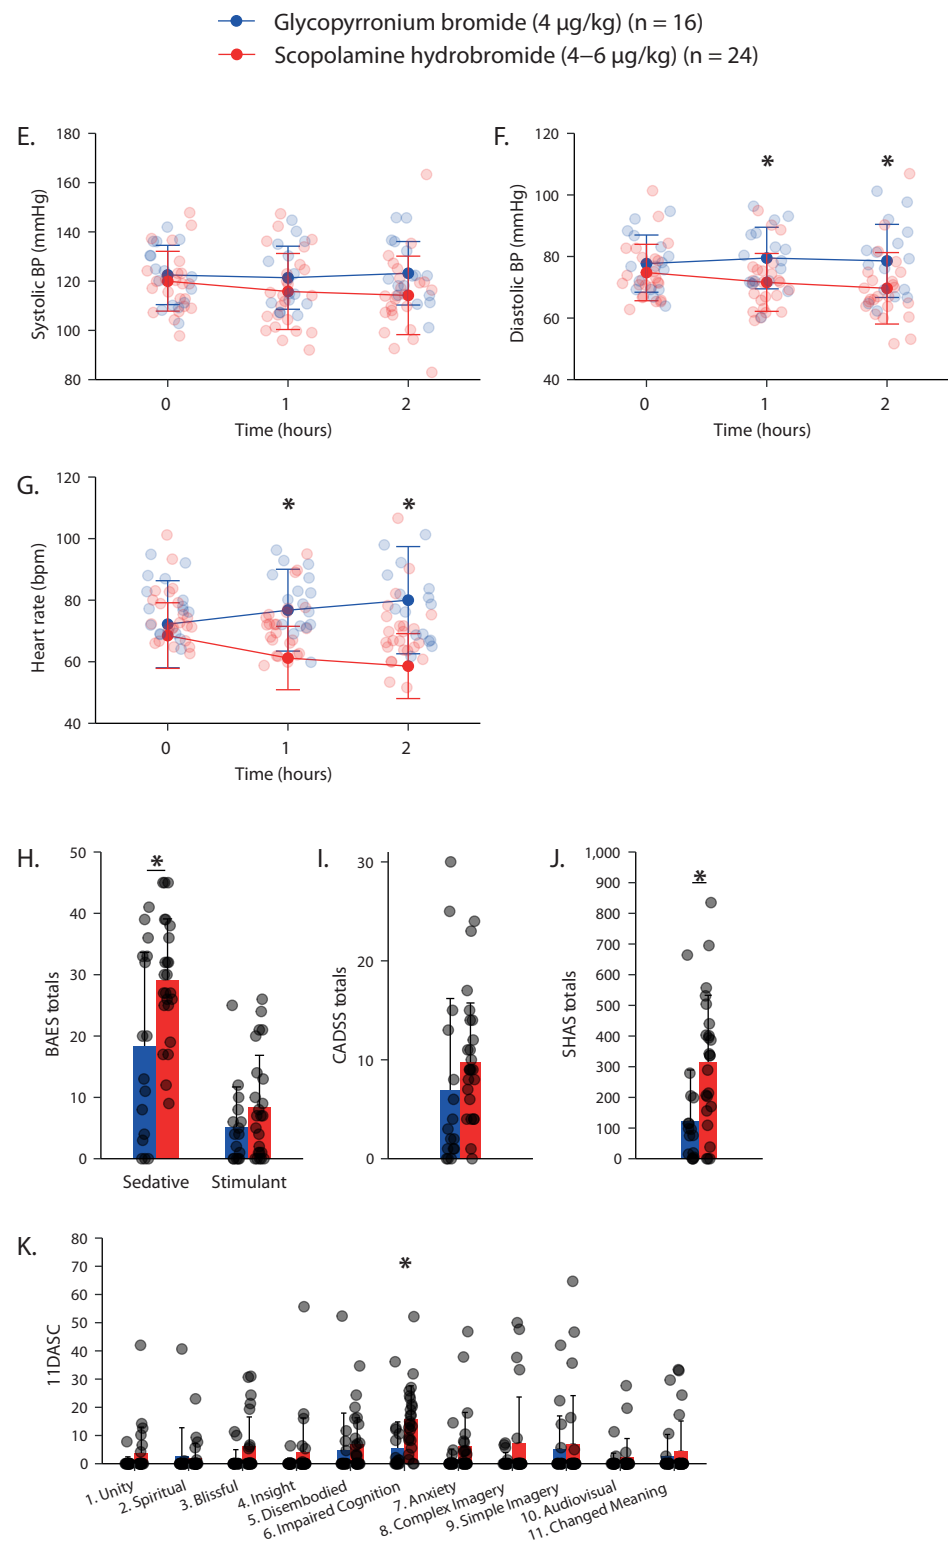 Glycopyrronium bromide (4 µg/kg) (n = 16)
Scopolamine hydrobromide (4–6 µg/kg) (n = 24)
E.
Systolic BP (mmHg)
180
160
140
120
100
80
0 1 2
Time (hours)
F.
Diastolic BP (mmHg)
120
100
80
60
40
* *
0 1 2
Time (hours)
G.
Heart rate (bpm)
120
100
80
60
40
* *
0 1 2
Time (hours)
H.
BAES totals
50
40
30
20
10
0
*
Sedative Stimulant
I.
CADSS totals
30
20
10
0
J.
SHAS totals
1,000
900
800
700
600
500
400
300
200
100
0
*
K.
11DASC
80
70
60
50
40
30
20
10
0
*
1. Unity
2. Spiritual
3. Blissful
4. Insight
5. Disembodied
6. Impaired Cognition
7. Anxiety
8. Complex Imagery
9. Simple Imagery
10. Audiovisual
11. Changed Meaning